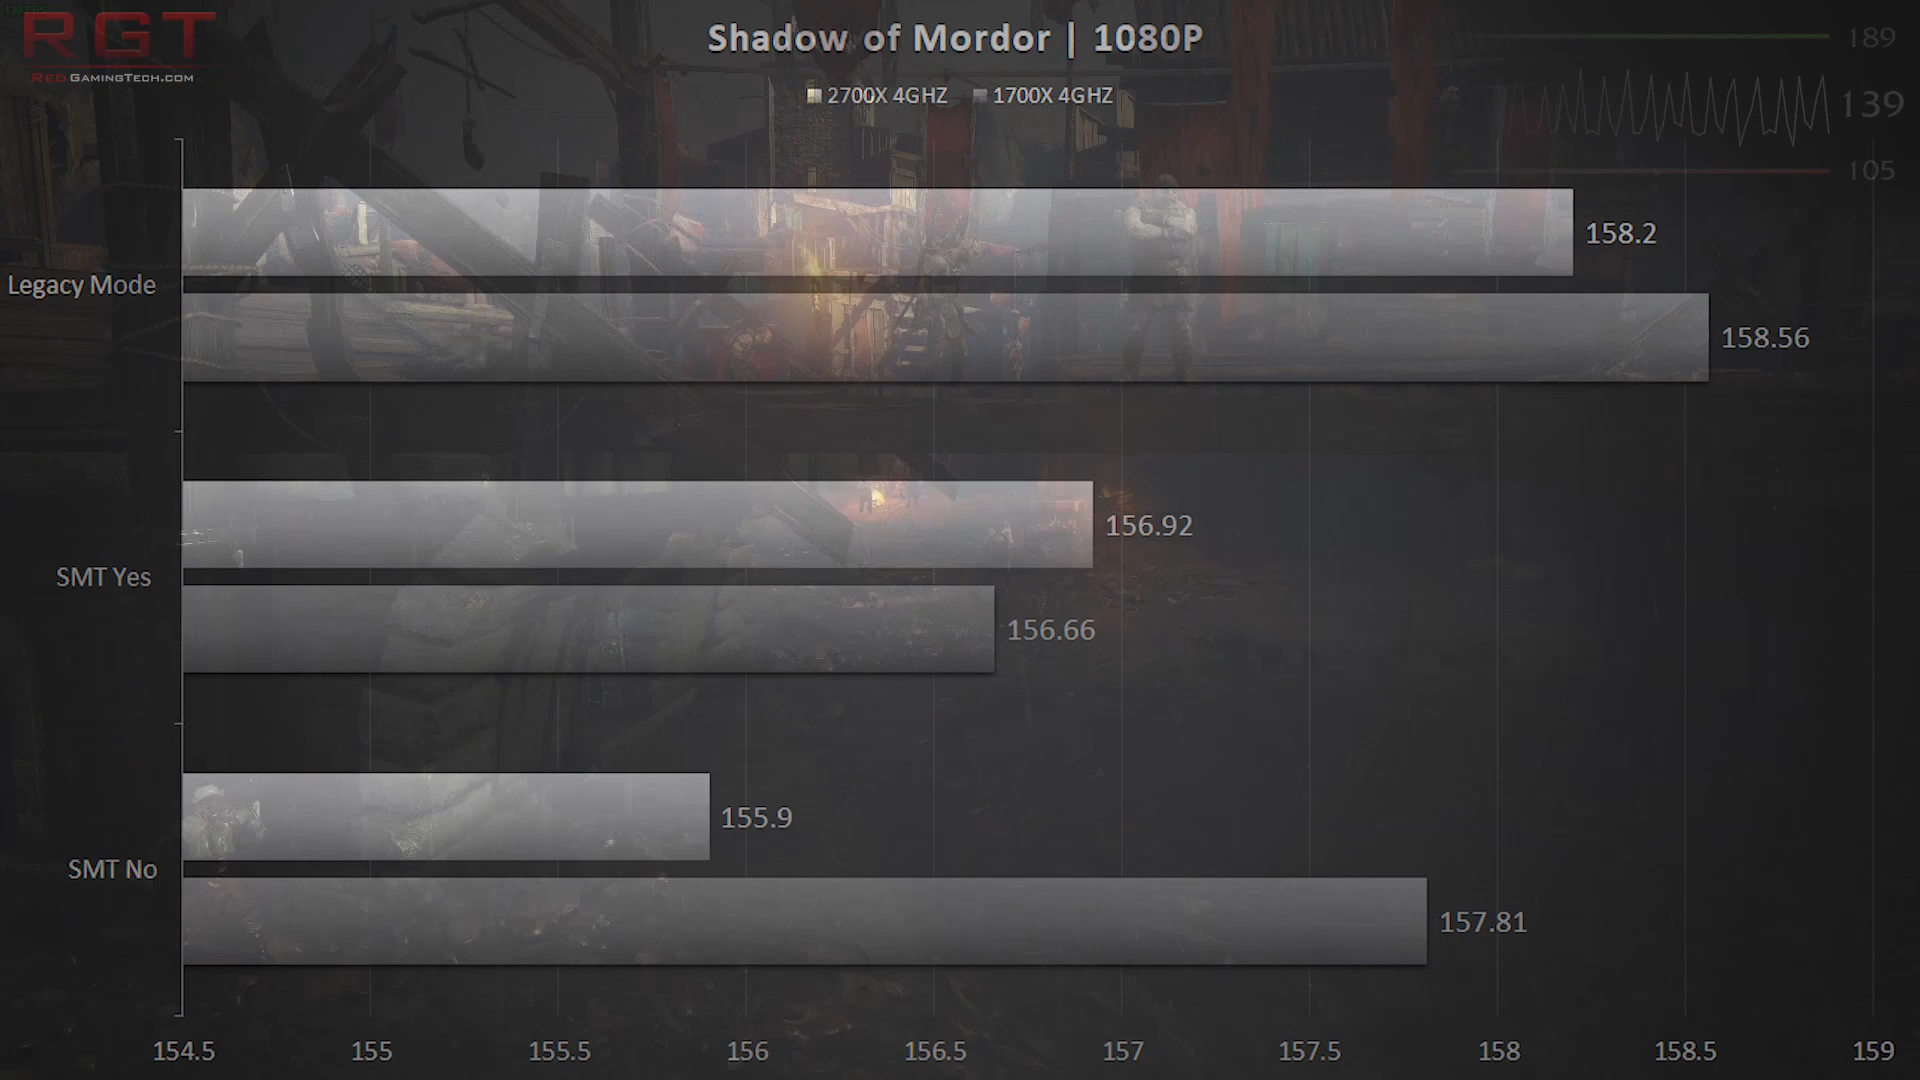 139 FPS
RGT
RedGamingTech.com
Shadow of Mordor | 1080P
2700X 4GHZ 1700X 4GHZ
189
139
105
Legacy Mode
158.2
158.56
SMT Yes
156.92
156.66
SMT No
155.9
157.81
154.5 155 155.5 156 156.5 157 157.5 158 158.5 159